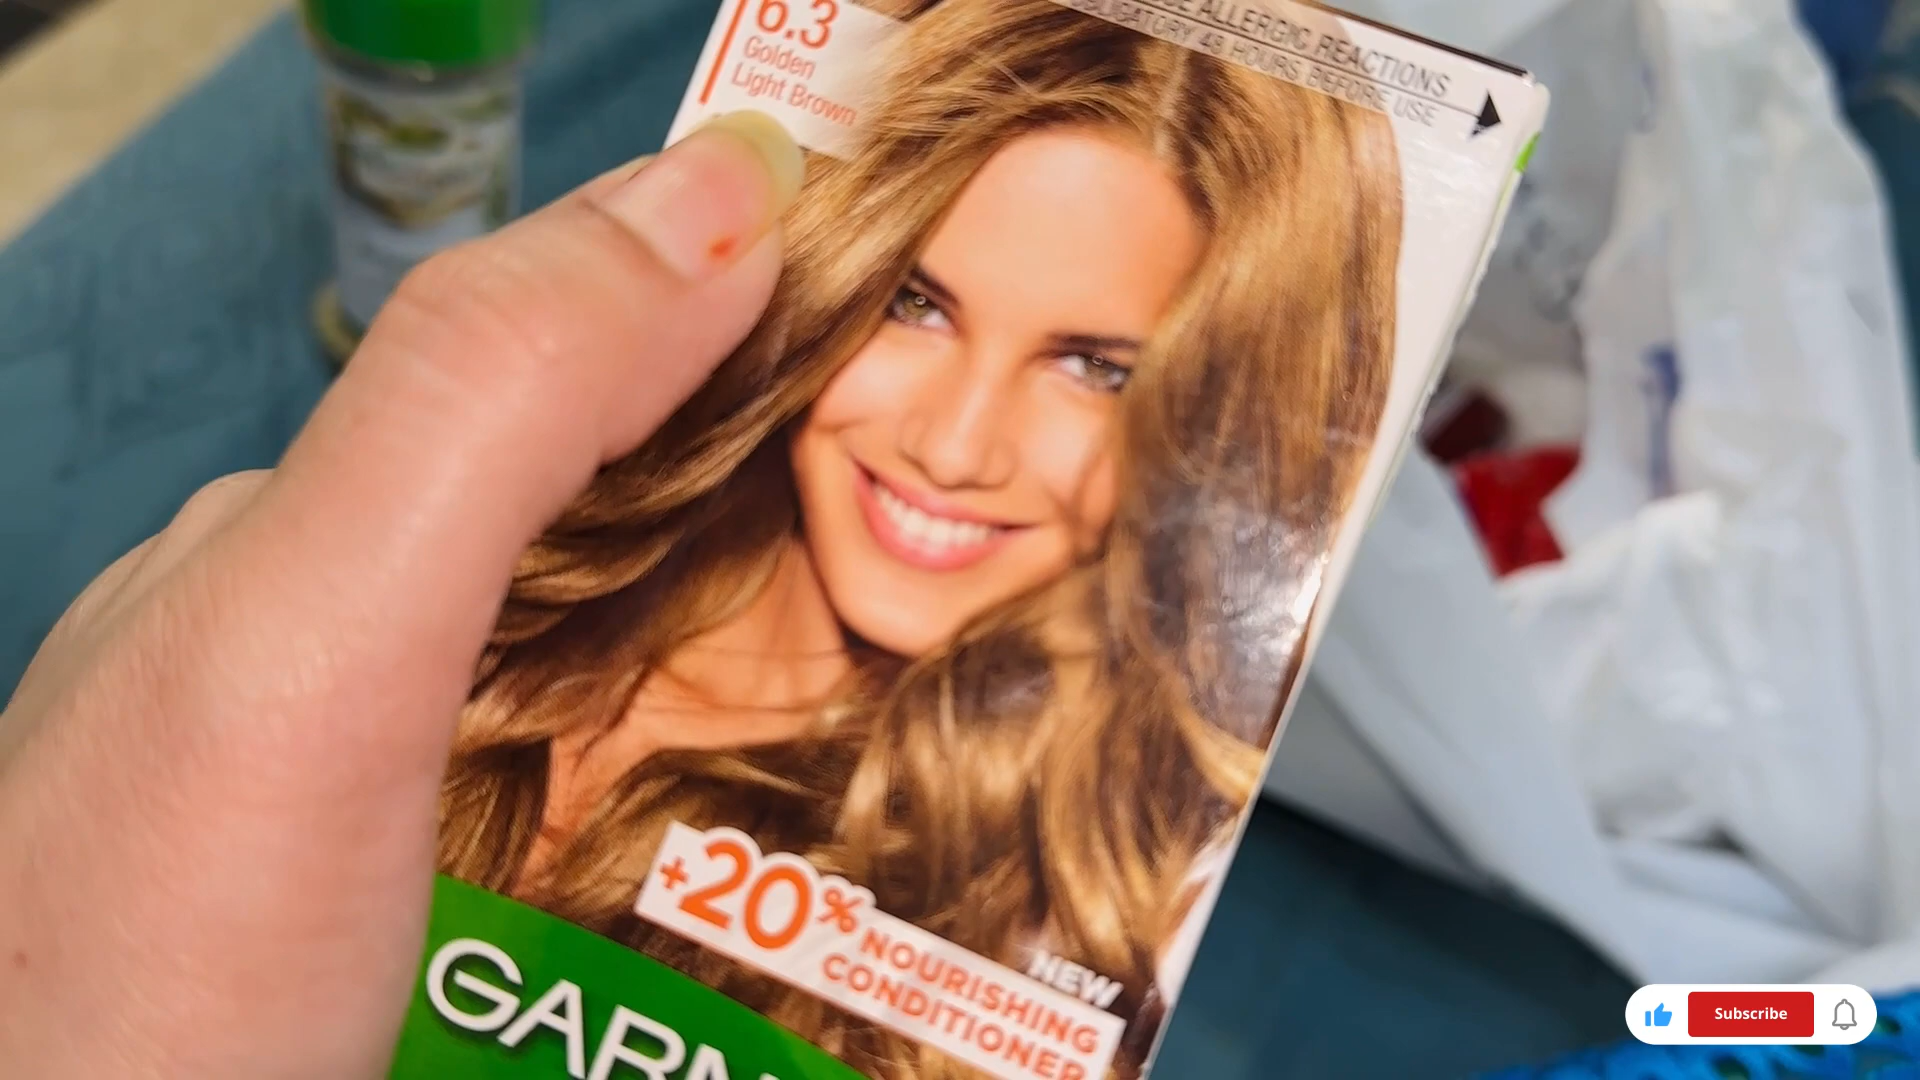 6.3
Golden
Light Brown
ALLERGIC REACTIONS
48 HOURS BEFORE USE
+20% NOURISHING
CONDITIONER
NEW
GARN
Subscribe